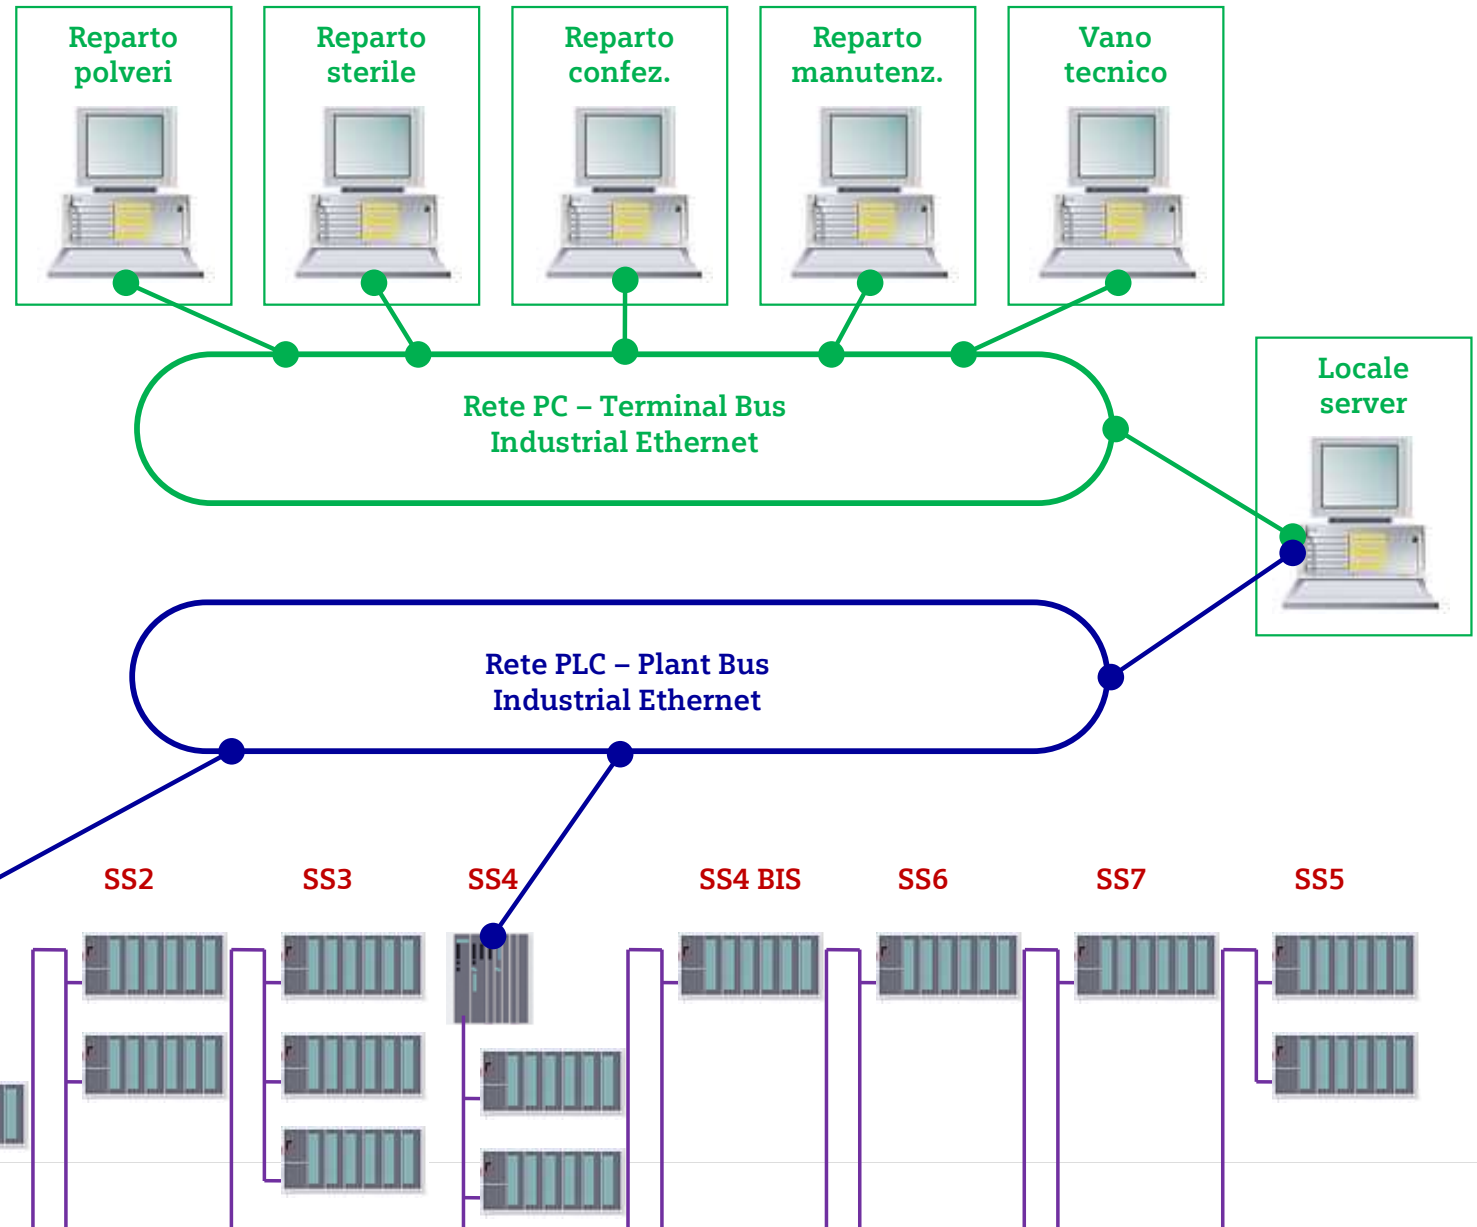 Reparto
polveri
Reparto
sterile
Reparto
confez.
Reparto
manutenz.
Vano
tecnico
Locale
server
Rete PC – Terminal Bus
Industrial Ethernet
Rete PLC – Plant Bus
Industrial Ethernet
SS2
SS3
SS4
SS4 BIS
SS6
SS7
SS5